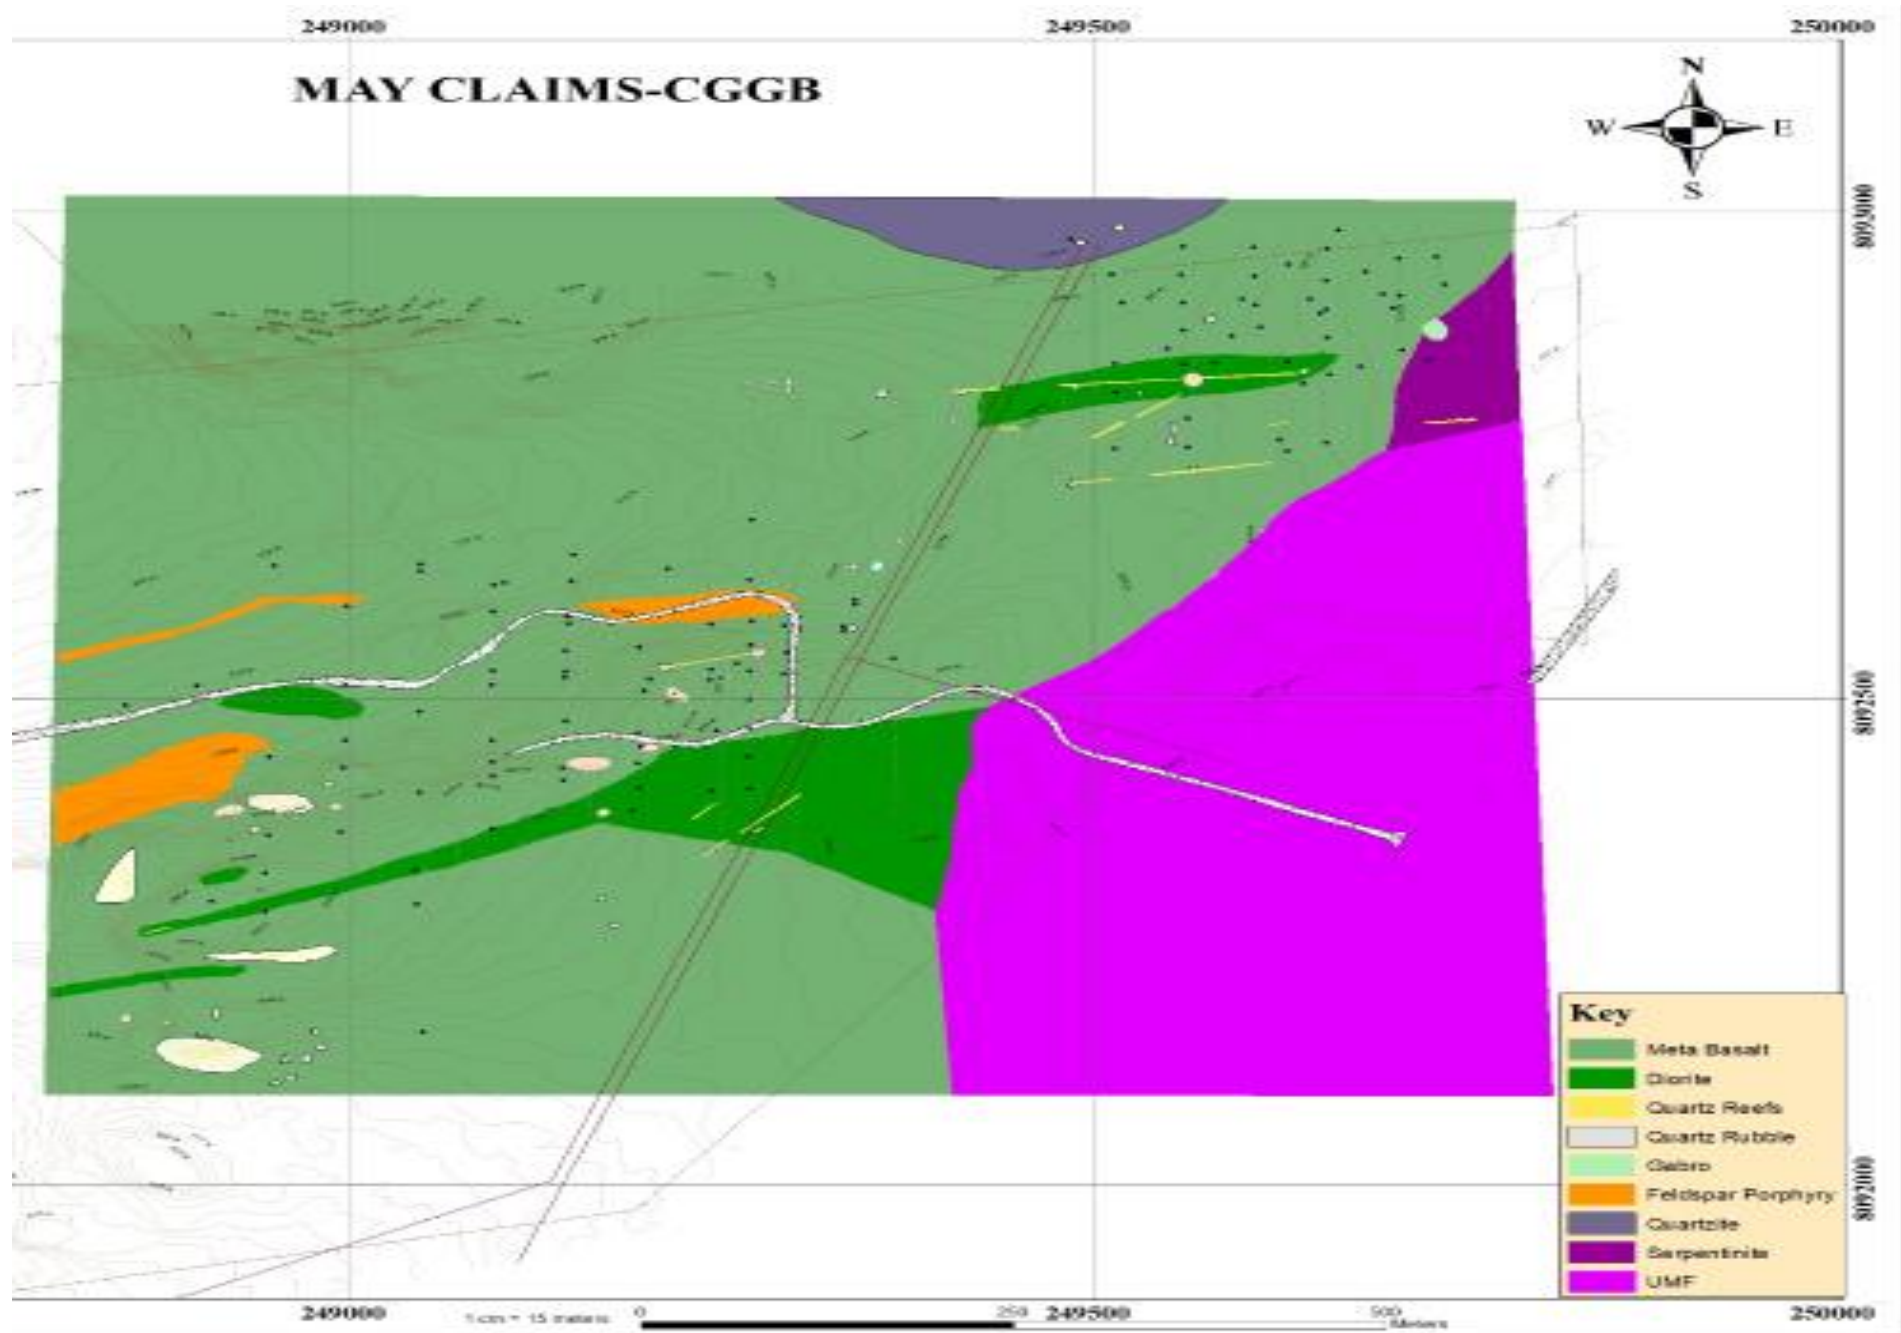 249000 249500 250000
MAY CLAIMS-CGGB
N
W E
S
8093000
8092500
8092000
Key
Meta Basalt
Diorite
Quartz Reefs
Quartz Rubble
Gabro
Feldspar Porphyry
Quartzite
Serpentinite
UMF
249000 249500 250000
1 cm = 15 meters
0 250 500
Meters